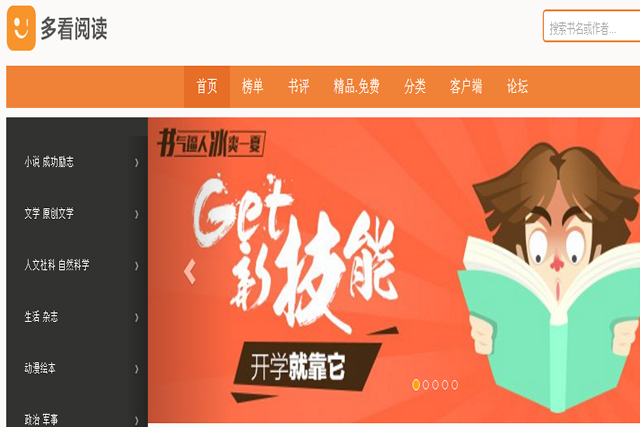 多看阅读
搜索书名或作者...
首页 榜单 书评 精品.免费 分类 客户端 论坛
小说 成功励志
文学 原创文学
人文社科 自然科学
生活 杂志
动漫绘本
政治 军事
书气逼人冰爽一夏
Get
新技能
开学就靠它